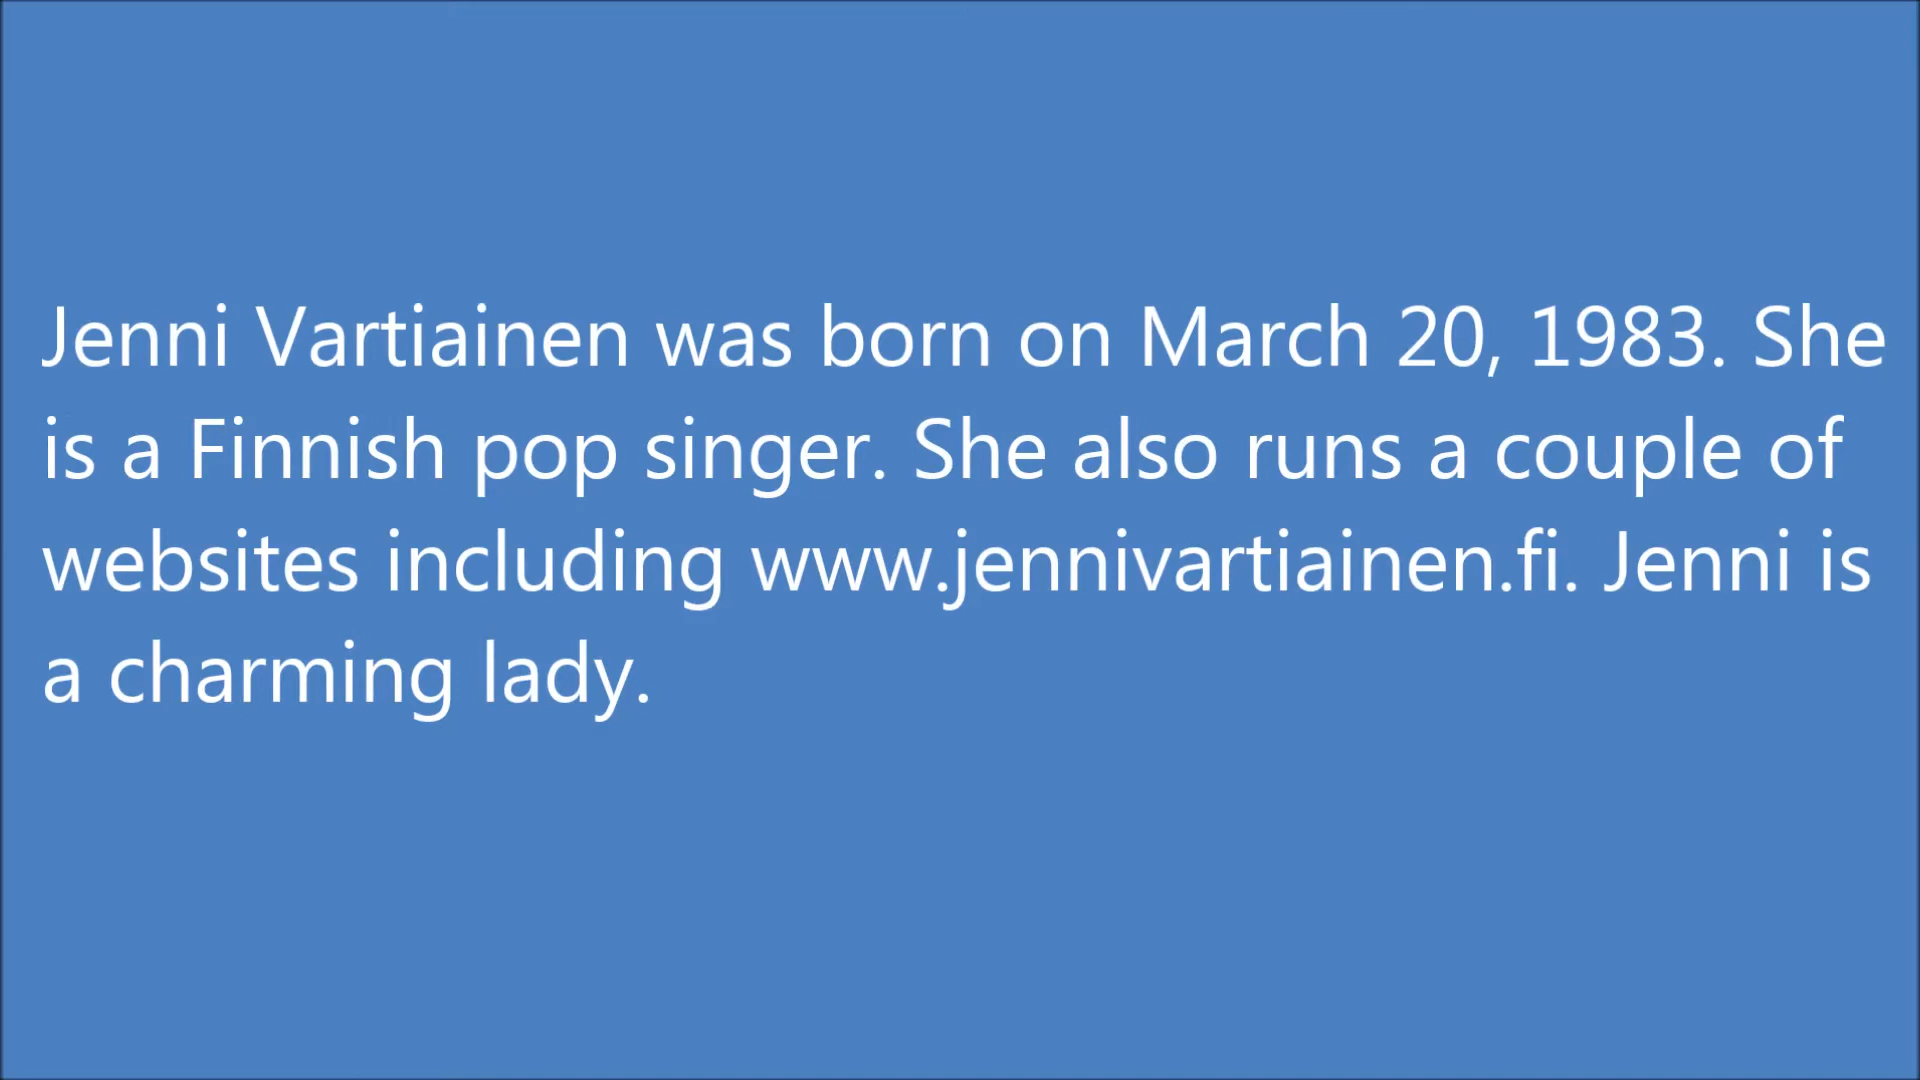 Jenni Vartiainen was born on March 20, 1983. She
is a Finnish pop singer. She also runs a couple of
websites including www.jennivartiainen.fi. Jenni is
a charming lady.